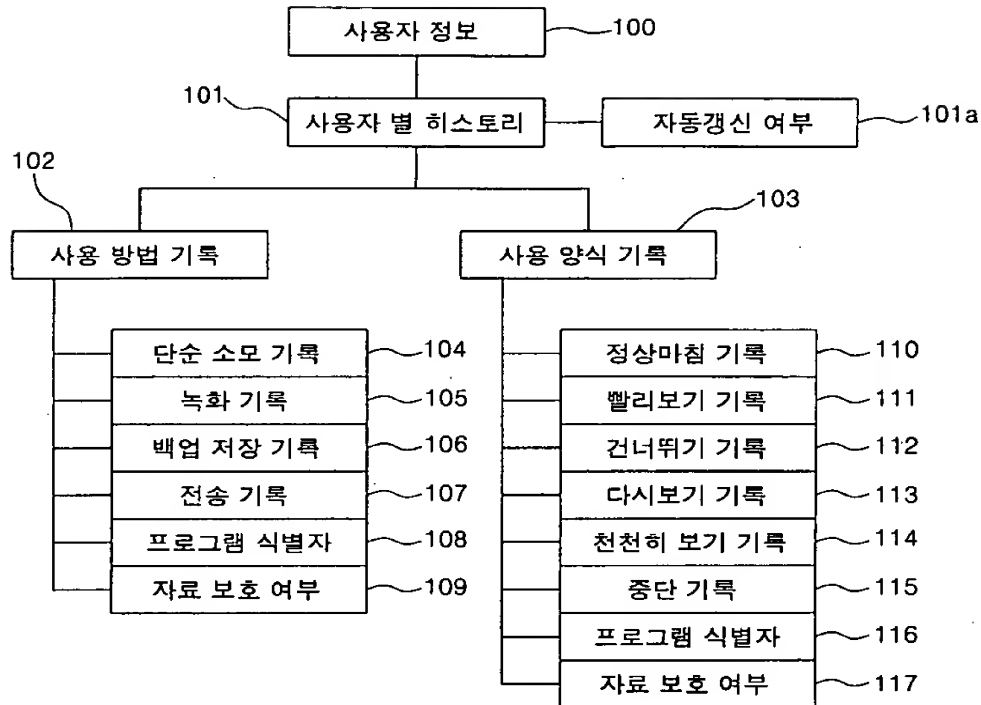 사용자 정보 100
101 사용자 별 히스토리 자동갱신 여부 101a
102 103
사용 방법 기록 사용 양식 기록
단순 소모 기록 104
녹화 기록 105
백업 저장 기록 106
전송 기록 107
프로그램 식별자 108
자료 보호 여부 109
정상마침 기록 110
빨리보기 기록 111
건너뛰기 기록 112
다시보기 기록 113
천천히 보기 기록 114
중단 기록 115
프로그램 식별자 116
자료 보호 여부 117